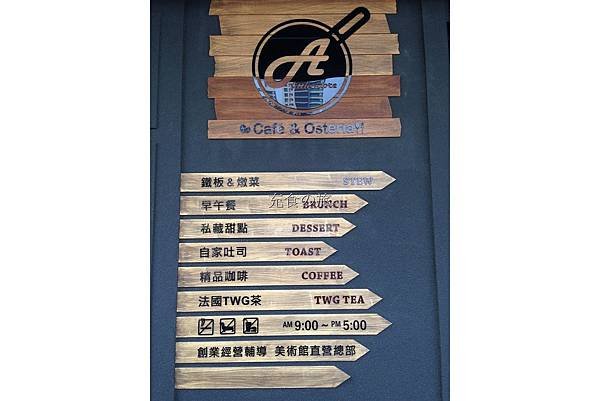 A
Café & Osteria
鐵板 & 燉菜 STEW
早午餐 BRUNCH
私藏甜點 DESSERT
自家吐司 TOAST
精品咖啡 COFFEE
法國TWG茶 TWG TEA
AM 9:00 ~ PM 5:00
創業經營輔導 美術館直營總部